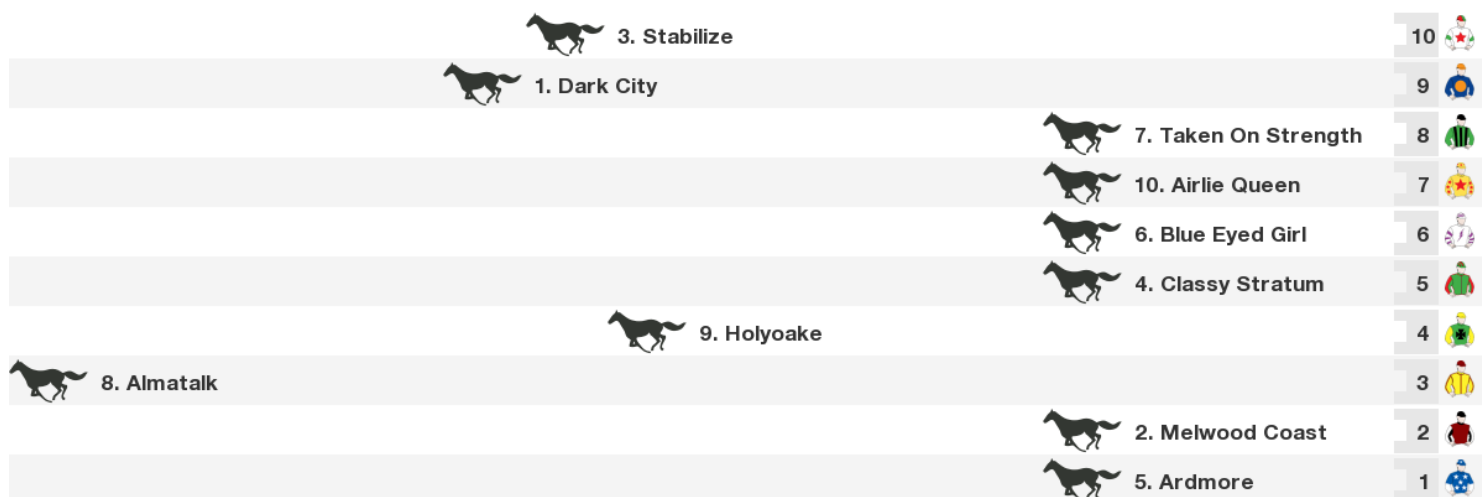 3. Stabilize 10
1. Dark City 9
7. Taken On Strength 8
10. Airlie Queen 7
6. Blue Eyed Girl 6
4. Classy Stratum 5
9. Holyoake 4
8. Almatalk 3
2. Melwood Coast 2
5. Ardmore 1